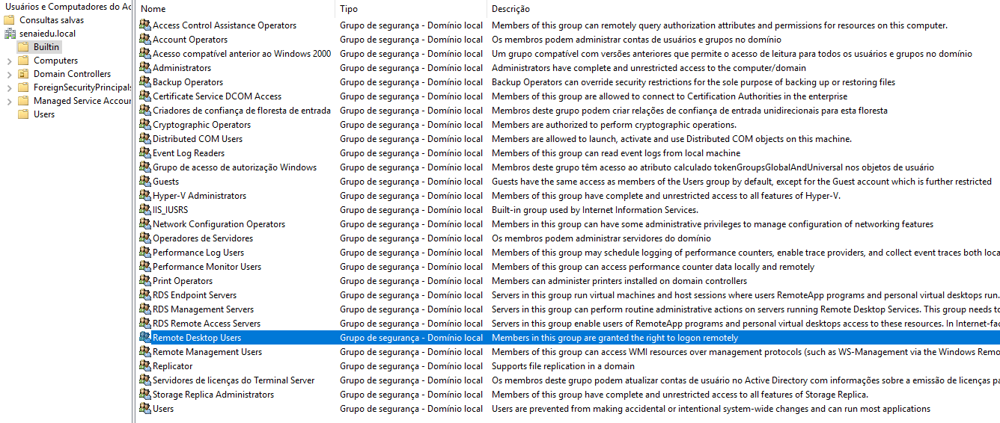 Usuários e Computadores do Ac
Consultas salvas
senaiedu.local
Builtin
Computers
Domain Controllers
ForeignSecurityPrincipals
Managed Service Accour
Users
Nome Tipo Descrição
Access Control Assistance Operators Grupo de segurança - Domínio local Members of this group can remotely query authorization attributes and permissions for resources on this computer.
Account Operators Grupo de segurança - Domínio local Os membros podem administrar contas de usuários e grupos no domínio
Acesso compatível anterior ao Windows 2000 Grupo de segurança - Domínio local Um grupo compatível com versões anteriores que permite o acesso de leitura para todos os usuários e grupos no domínio
Administrators Grupo de segurança - Domínio local Administrators have complete and unrestricted access to the computer/domain
Backup Operators Grupo de segurança - Domínio local Backup Operators can override security restrictions for the sole purpose of backing up or restoring files
Certificate Service DCOM Access Grupo de segurança - Domínio local Members of this group are allowed to connect to Certification Authorities in the enterprise
Criadores de confiança de floresta de entrada Grupo de segurança - Domínio local Membros deste grupo podem criar relações de confiança de entrada unidirecionais para esta floresta
Cryptographic Operators Grupo de segurança - Domínio local Members are authorized to perform cryptographic operations.
Distributed COM Users Grupo de segurança - Domínio local Members are allowed to launch, activate and use Distributed COM objects on this machine.
Event Log Readers Grupo de segurança - Domínio local Members of this group can read event logs from local machine
Grupo de acesso de autorização Windows Grupo de segurança - Domínio local Membros deste grupo têm acesso ao atributo calculado tokenGroupsGlobalAndUniversal nos objetos de usuário
Guests Grupo de segurança - Domínio local Guests have the same access as members of the Users group by default, except for the Guest account which is further restricted
Hyper-V Administrators Grupo de segurança - Domínio local Members of this group have complete and unrestricted access to all features of Hyper-V.
IIS_IUSRS Grupo de segurança - Domínio local Built-in group used by Internet Information Services.
Network Configuration Operators Grupo de segurança - Domínio local Members in this group can have some administrative privileges to manage configuration of networking features
Operadores de Servidores Grupo de segurança - Domínio local Os membros podem administrar servidores do domínio
Performance Log Users Grupo de segurança - Domínio local Members of this group may schedule logging of performance counters, enable trace providers, and collect event traces both loca
Performance Monitor Users Grupo de segurança - Domínio local Members of this group can access performance counter data locally and remotely
Print Operators Grupo de segurança - Domínio local Members can administer printers installed on domain controllers
RDS Endpoint Servers Grupo de segurança - Domínio local Servers in this group run virtual machines and host sessions where users RemoteApp programs and personal virtual desktops run.
RDS Management Servers Grupo de segurança - Domínio local Servers in this group can perform routine administrative actions on servers running Remote Desktop Services. This group needs to
RDS Remote Access Servers Grupo de segurança - Domínio local Servers in this group enable users of RemoteApp programs and personal virtual desktops access to these resources. In Internet-fac
Remote Desktop Users Grupo de segurança - Domínio local Members in this group are granted the right to logon remotely
Remote Management Users Grupo de segurança - Domínio local Members of this group can access WMI resources over management protocols (such as WS-Management via the Windows Remo
Replicator Grupo de segurança - Domínio local Supports file replication in a domain
Servidores de licenças do Terminal Server Grupo de segurança - Domínio local Os membros deste grupo podem atualizar contas de usuário no Active Directory com informações sobre a emissão de licenças pa
Storage Replica Administrators Grupo de segurança - Domínio local Members of this group have complete and unrestricted access to all features of Storage Replica.
Users Grupo de segurança - Domínio local Users are prevented from making accidental or intentional system-wide changes and can run most applications